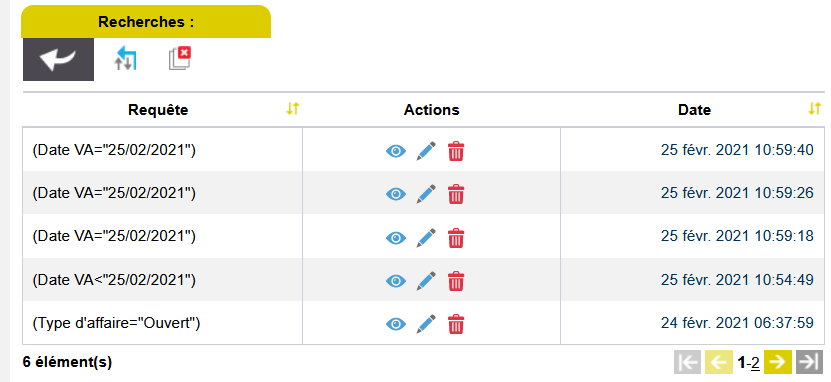 Recherches :
Requête Actions Date
(Date VA="25/02/2021") 25 févr. 2021 10:59:40
(Date VA="25/02/2021") 25 févr. 2021 10:59:26
(Date VA="25/02/2021") 25 févr. 2021 10:59:18
(Date VA<"25/02/2021") 25 févr. 2021 10:54:49
(Type d'affaire="Ouvert") 24 févr. 2021 06:37:59
6 élément(s) 1-2